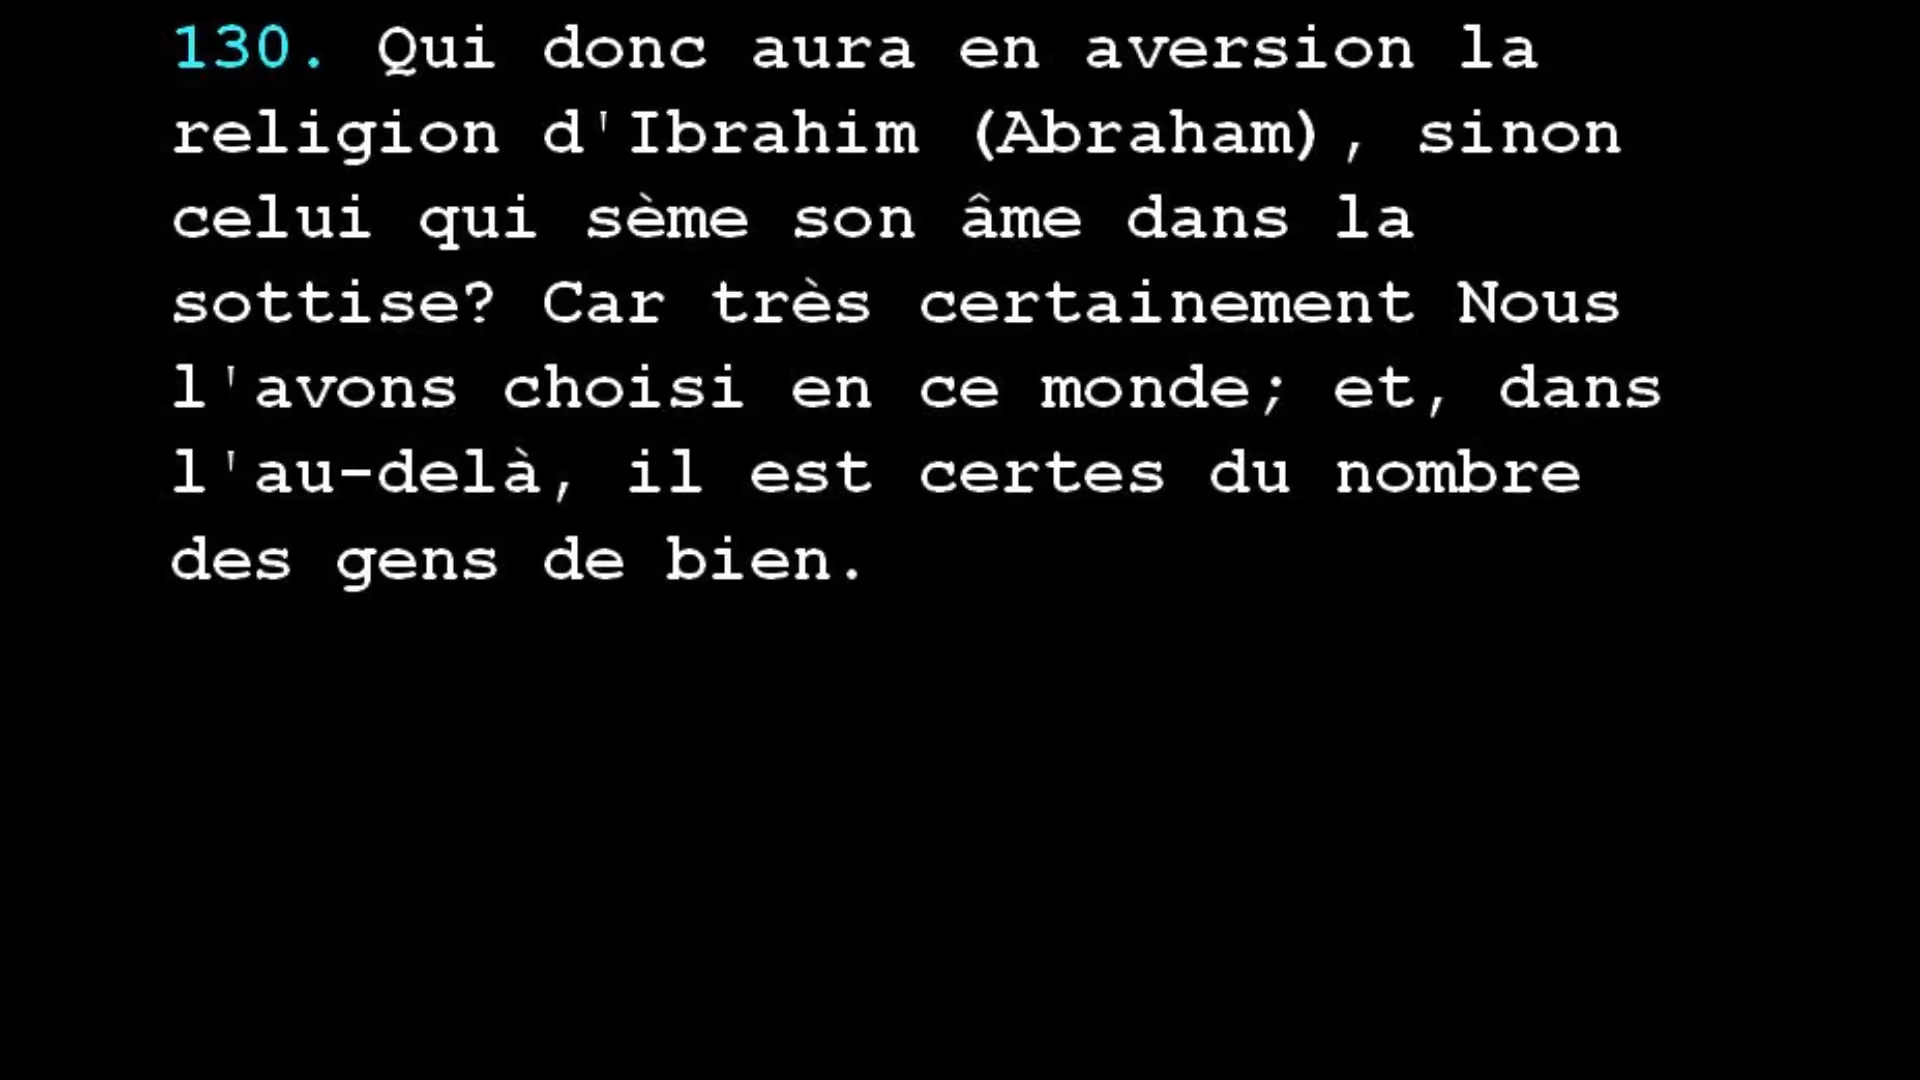 130. Qui donc aura en aversion la
religion d'Ibrahim (Abraham), sinon
celui qui sème son âme dans la
sottise? Car très certainement Nous
l'avons choisi en ce monde; et, dans
l'au-delà, il est certes du nombre
des gens de bien.